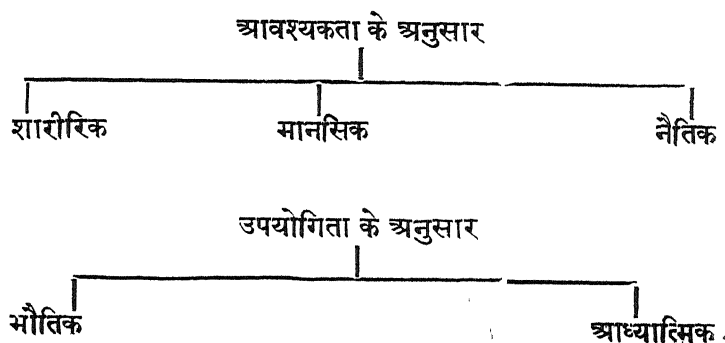 आवश्यकता के अनुसार
शारीरिक मानसिक नैतिक
उपयोगिता के अनुसार
भौतिक आध्यात्मिक